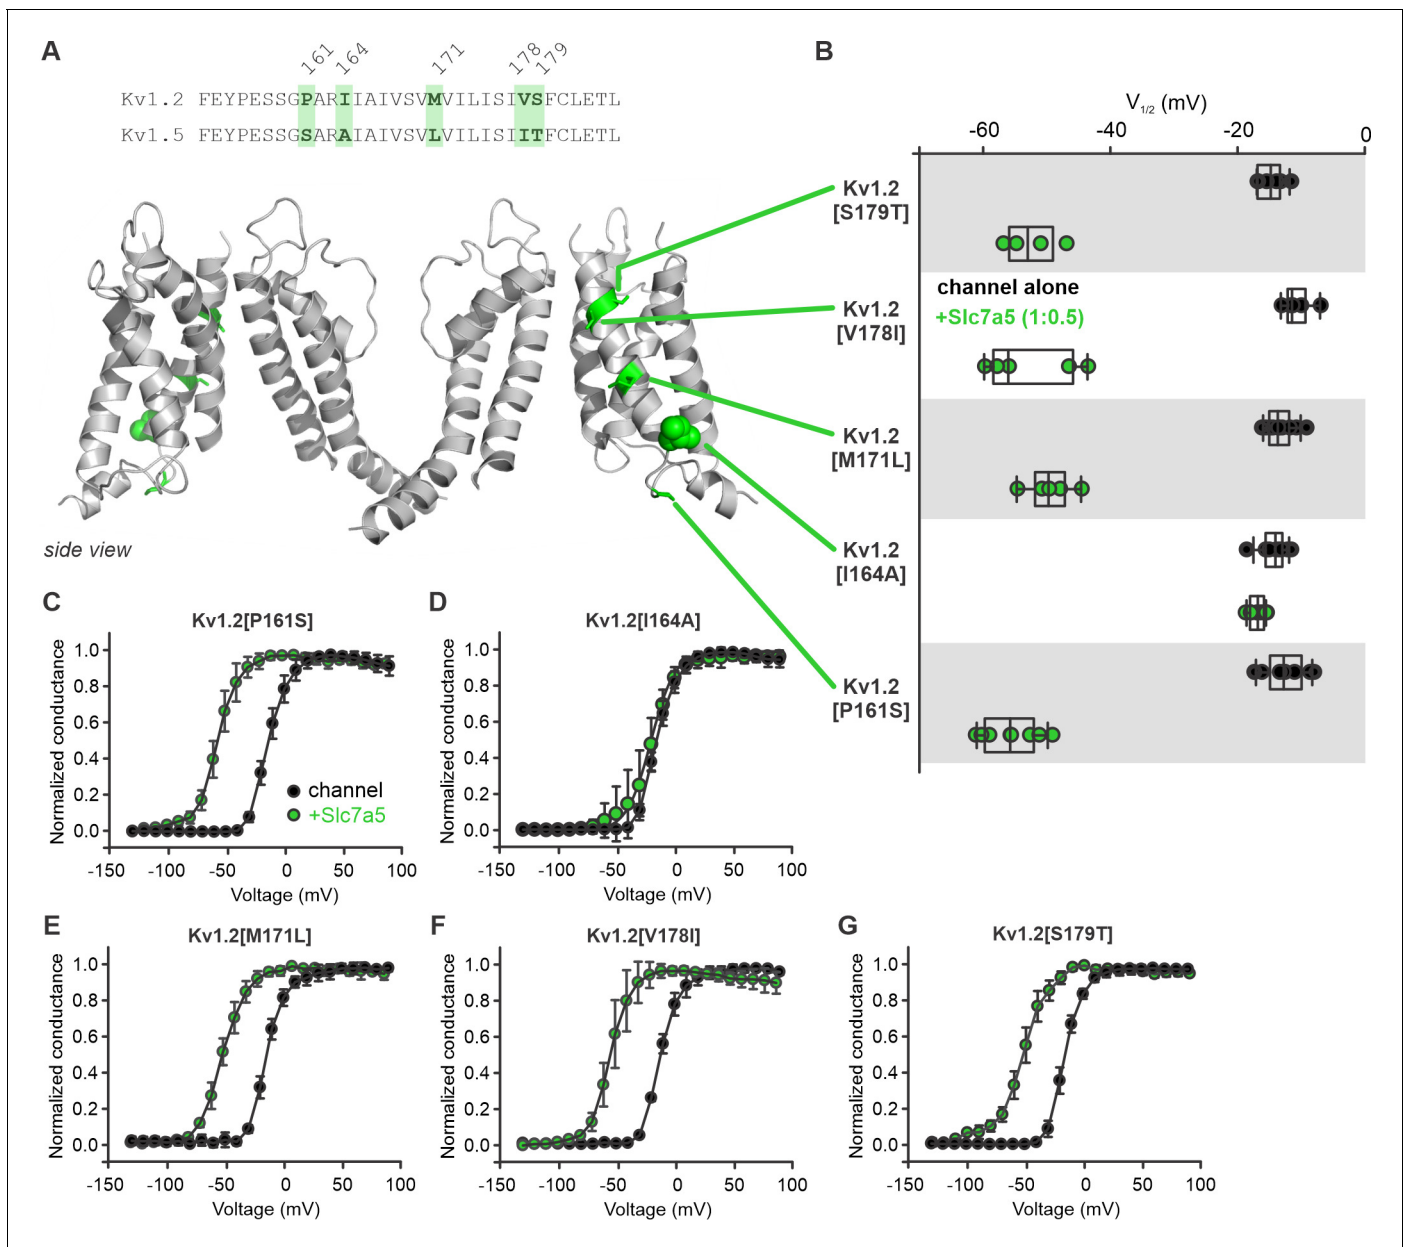 A
161 164 171 178 179
Kv1.2 FEYPESSGPARIIAIVSVMVILISIVSFCLETL
Kv1.5 FEYPESSGSARAIAIVSVLVILISIITFCLETL
side view
B
V1/2 (mV)
-60 -40 -20 0
Kv1.2
[S179T]
channel alone
+Slc7a5 (1:0.5)
Kv1.2
[V178I]
Kv1.2
[M171L]
Kv1.2
[I164A]
Kv1.2
[P161S]
C
Kv1.2[P161S]
Normalized conductance
1.0
0.8
0.6
0.4
0.2
0.0
channel
+Slc7a5
-150 -100 -50 0 50 100
Voltage (mV)
D
Kv1.2[I164A]
Normalized conductance
1.0
0.8
0.6
0.4
0.2
0.0
-150 -100 -50 0 50 100
Voltage (mV)
E
Kv1.2[M171L]
Normalized conductance
1.0
0.8
0.6
0.4
0.2
0.0
-150 -100 -50 0 50 100
Voltage (mV)
F
Kv1.2[V178I]
Normalized conductance
1.0
0.8
0.6
0.4
0.2
0.0
-150 -100 -50 0 50 100
Voltage (mV)
G
Kv1.2[S179T]
Normalized conductance
1.0
0.8
0.6
0.4
0.2
0.0
-150 -100 -50 0 50 100
Voltage (mV)